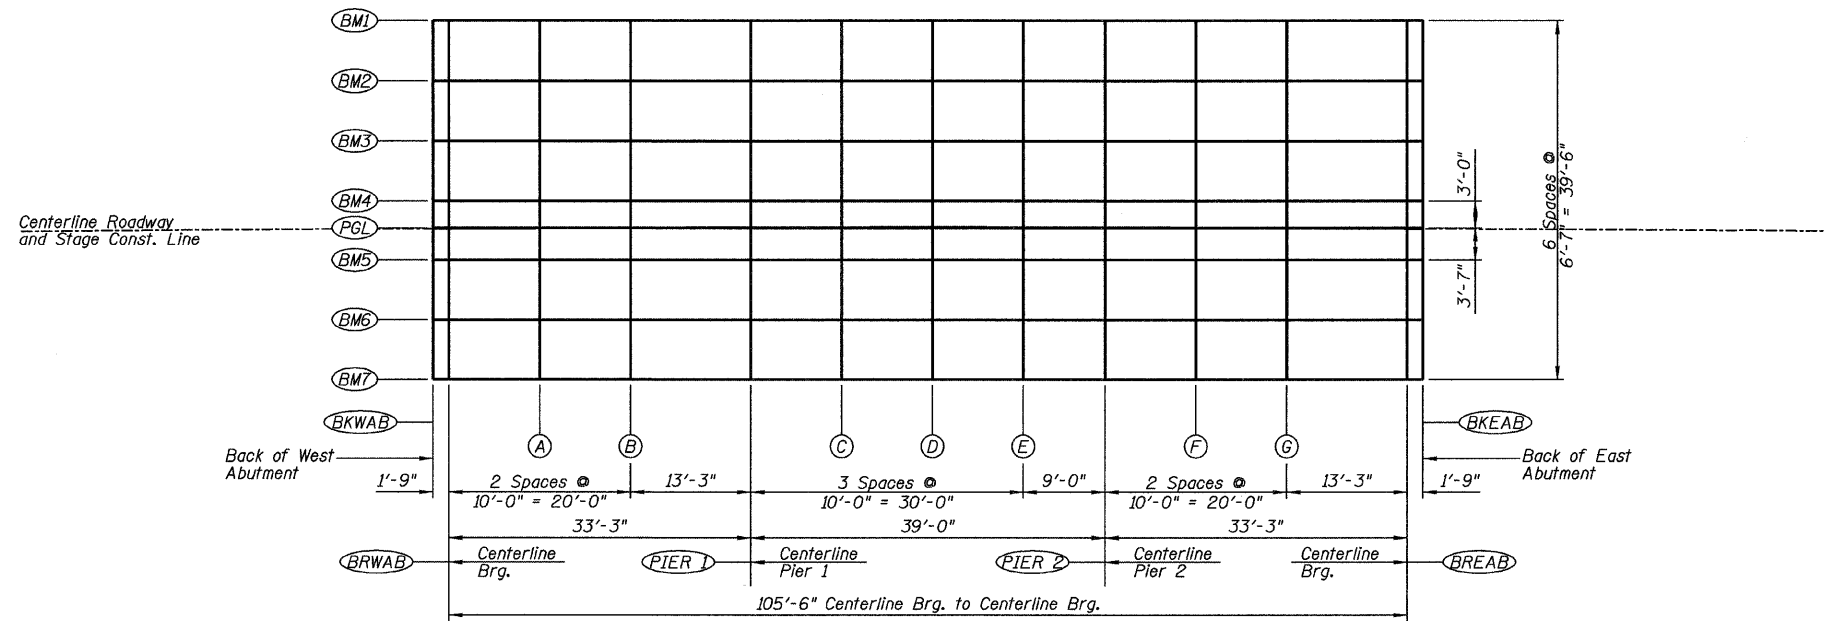 BM1
BM2
BM3
BM4
Centerline Roadway
and Stage Const. Line
PGL
BM5
BM6
BM7
3'-0"
3'-7"
6 Spaces @
6'-7" = 39'-6"
BKWAB
BKEAB
A
B
C
D
E
F
G
Back of West
Abutment
Back of East
Abutment
1'-9"
2 Spaces @
10'-0" = 20'-0"
13'-3"
3 Spaces @
10'-0" = 30'-0"
9'-0"
2 Spaces @
10'-0" = 20'-0"
13'-3"
1'-9"
33'-3"
39'-0"
33'-3"
BRWAB
Centerline
Brg.
PIER 1
Centerline
Pier 1
PIER 2
Centerline
Pier 2
Centerline
Brg.
BREAB
105'-6" Centerline Brg. to Centerline Brg.